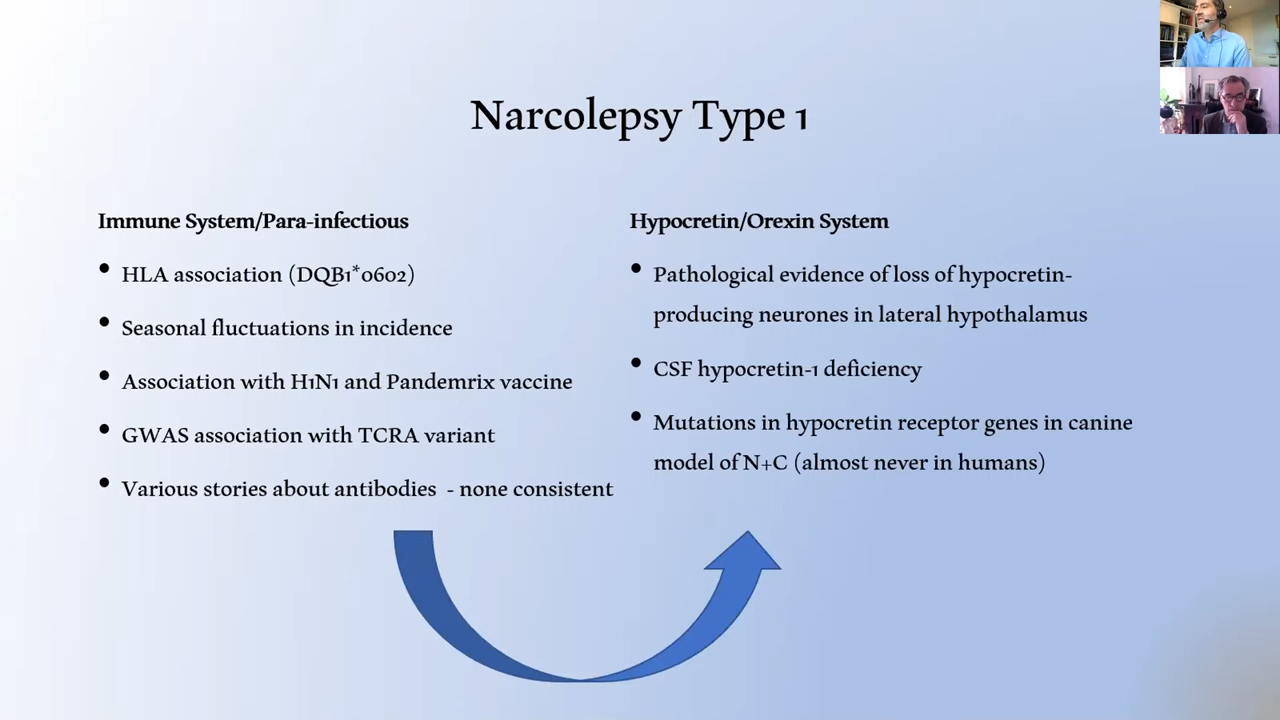 Narcolepsy Type 1
Immune System/Para-infectious
• HLA association (DQB1*0602)
• Seasonal fluctuations in incidence
• Association with H1N1 and Pandemrix vaccine
• GWAS association with TCRA variant
• Various stories about antibodies - none consistent
Hypocretin/Orexin System
• Pathological evidence of loss of hypocretin-
producing neurones in lateral hypothalamus
• CSF hypocretin-1 deficiency
• Mutations in hypocretin receptor genes in canine
model of N+C (almost never in humans)